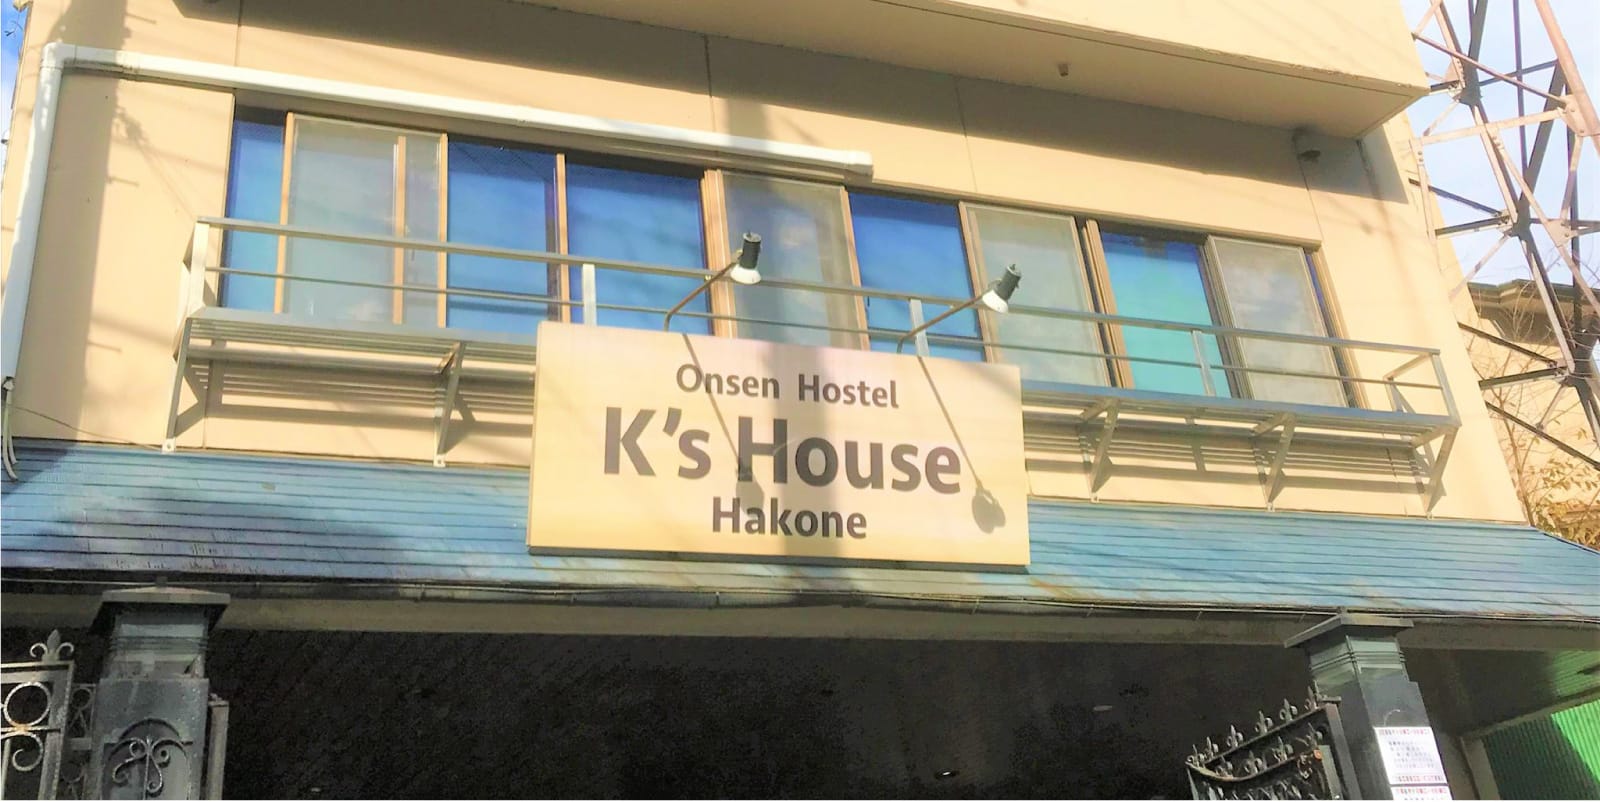 Onsen Hostel
K's House
Hakone